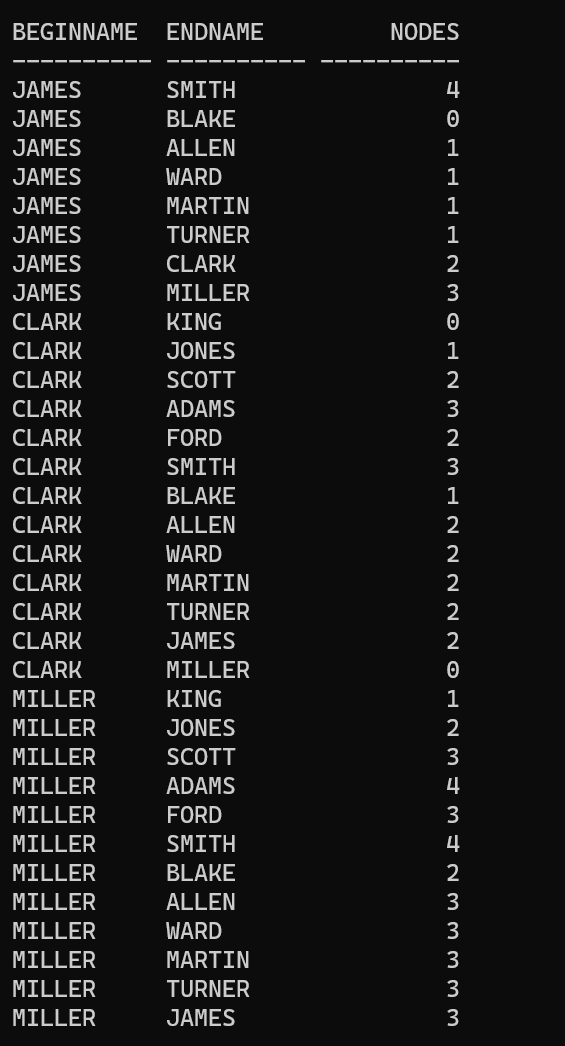 BEGINNAME  ENDNAME         NODES
---------- ---------- ----------
JAMES      SMITH               4
JAMES      BLAKE               0
JAMES      ALLEN               1
JAMES      WARD                1
JAMES      MARTIN              1
JAMES      TURNER              1
JAMES      CLARK               2
JAMES      MILLER              3
CLARK      KING                0
CLARK      JONES               1
CLARK      SCOTT               2
CLARK      ADAMS               3
CLARK      FORD                2
CLARK      SMITH               3
CLARK      BLAKE               1
CLARK      ALLEN               2
CLARK      WARD                2
CLARK      MARTIN              2
CLARK      TURNER              2
CLARK      JAMES               2
CLARK      MILLER              0
MILLER     KING                1
MILLER     JONES               2
MILLER     SCOTT               3
MILLER     ADAMS               4
MILLER     FORD                3
MILLER     SMITH               4
MILLER     BLAKE               2
MILLER     ALLEN               3
MILLER     WARD                3
MILLER     MARTIN              3
MILLER     TURNER              3
MILLER     JAMES               3